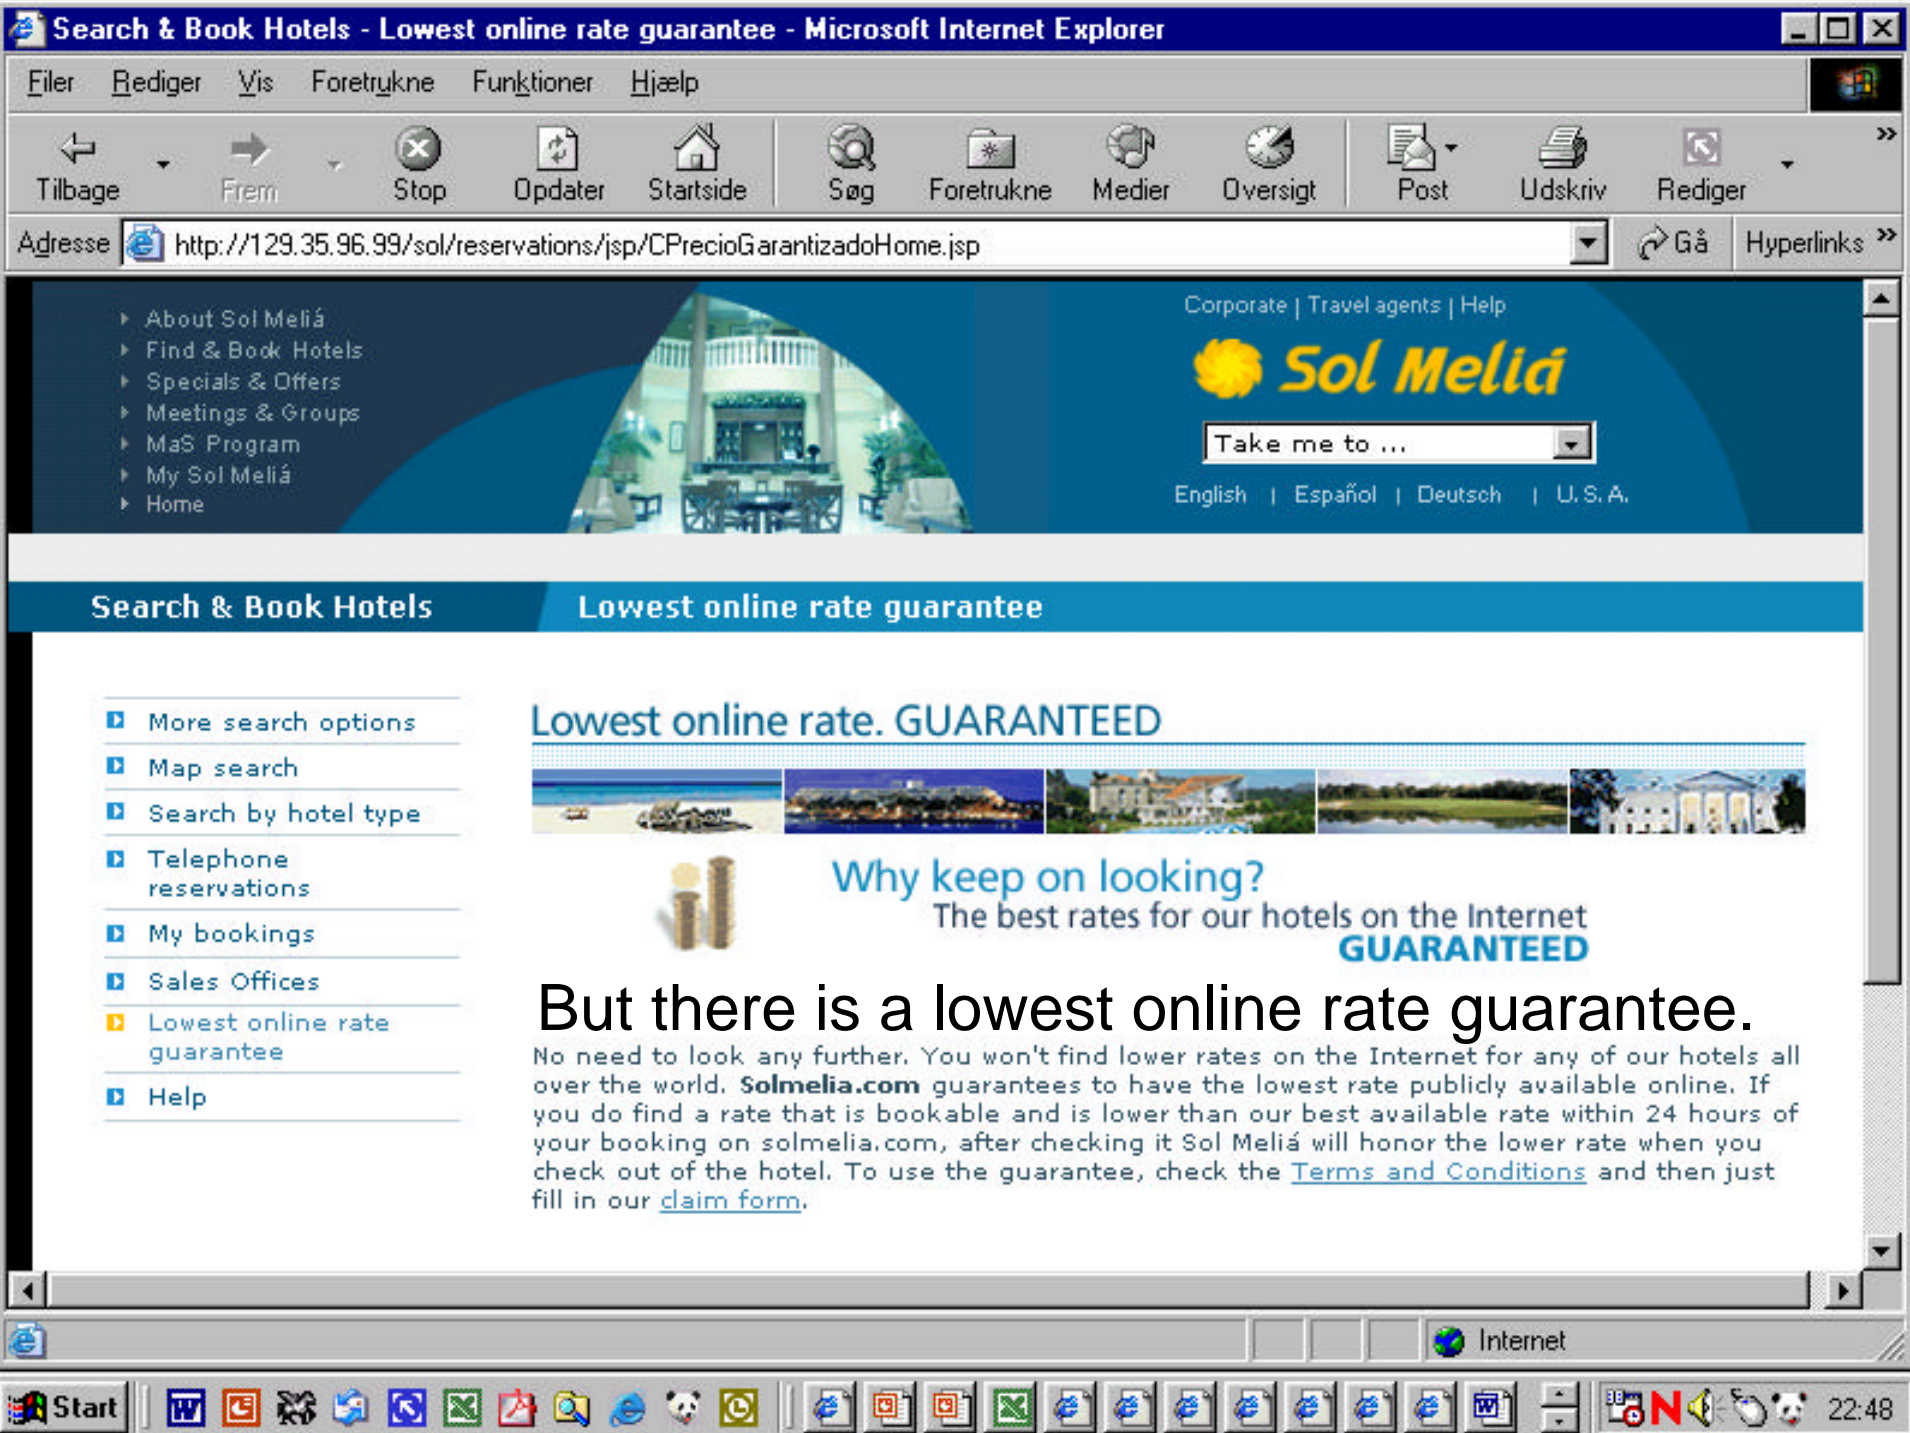 Search & Book Hotels - Lowest online rate guarantee - Microsoft Internet Explorer
Filer Rediger Vis Foretrukne Funktioner Hjælp
Tilbage Frem Stop Opdater Startside Søg Foretrukne Medier Oversigt Post Udskriv Rediger
Adresse http://129.35.96.99/sol/reservations/jsp/CPrecioGarantizadoHome.jsp Gå Hyperlinks
About Sol Meliá
Find & Book Hotels
Specials & Offers
Meetings & Groups
MaS Program
My Sol Meliá
Home
Corporate | Travel agents | Help
Sol Meliá
Take me to ...
English | Español | Deutsch | U.S.A.
Search & Book Hotels Lowest online rate guarantee
More search options
Map search
Search by hotel type
Telephone
reservations
My bookings
Sales Offices
Lowest online rate
guarantee
Help
Lowest online rate. GUARANTEED
Why keep on looking?
The best rates for our hotels on the Internet
GUARANTEED
But there is a lowest online rate guarantee.
No need to look any further. You won't find lower rates on the Internet for any of our hotels all
over the world. Solmelia.com guarantees to have the lowest rate publicly available online. If
you do find a rate that is bookable and is lower than our best available rate within 24 hours of
your booking on solmelia.com, after checking it Sol Meliá will honor the lower rate when you
check out of the hotel. To use the guarantee, check the Terms and Conditions and then just
fill in our claim form.
Internet
Start 22:48